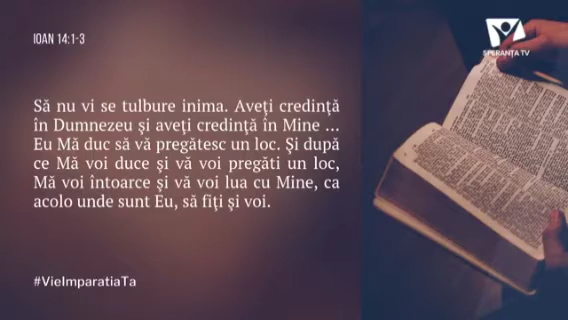 IOAN 14:1-3
SPERANȚA TV
Să nu vi se tulbure inima. Aveţi credinţă
în Dumnezeu şi aveţi credinţă în Mine ...
Eu Mă duc să vă pregătesc un loc. Şi după
ce Mă voi duce şi vă voi pregăti un loc,
Mă voi întoarce şi vă voi lua cu Mine, ca
acolo unde sunt Eu, să fiţi şi voi.
#VieImparatiaTa